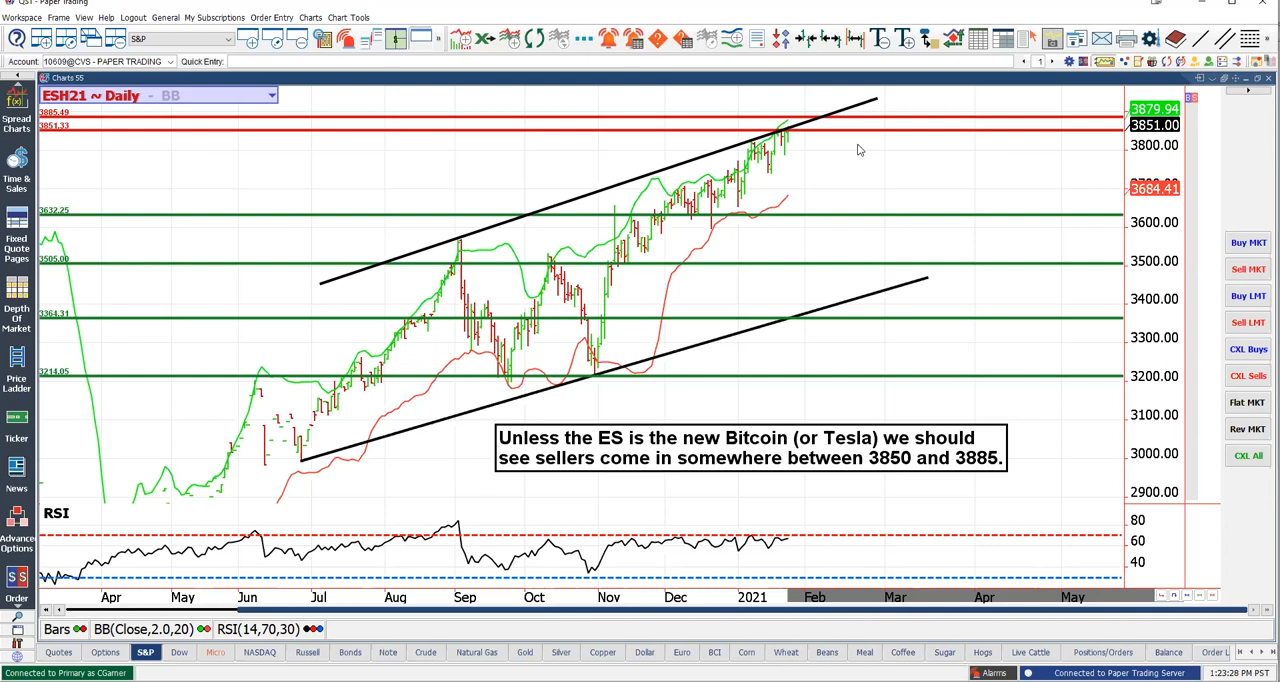 QST - Paper Trading
Workspace Frame View Help Logout General My Subscriptions Order Entry Charts Chart Tools
S&P
Account: 10609@CVS - PAPER TRADING Quick Entry: 1
Charts 55
ESH21 ~ Daily - BB
3885.49
3851.33
3632.25
3505.00
3364.31
3214.05
3879.94
3851.00
3800.00
3684.41
3600.00
3500.00
3400.00
3300.00
3200.00
3100.00
3000.00
2900.00
Spread
Charts
Time &
Sales
Fixed
Quote
Pages
Depth
Of
Market
Price
Ladder
Ticker
News
Advance
Options
Order
Buy MKT
Sell MKT
Buy LMT
Sell LMT
CXL Buys
CXL Sells
Flat MKT
Rev MKT
CXL All
Unless the ES is the new Bitcoin (or Tesla) we should
see sellers come in somewhere between 3850 and 3885.
RSI
80
60
40
Apr May Jun Jul Aug Sep Oct Nov Dec 2021 Feb Mar Apr May
Bars BB(Close,2.0,20) RSI(14,70,30)
Quotes Options S&P Dow Micro NASDAQ Russell Bonds Note Crude Natural Gas Gold Silver Copper Dollar Euro BCI Corn Wheat Beans Meal Coffee Sugar Hogs Live Cattle Positions/Orders Balance Order L
Connected to Primary as CGarner Alarms Connected to Paper Trading Server 1:23:28 PM PST